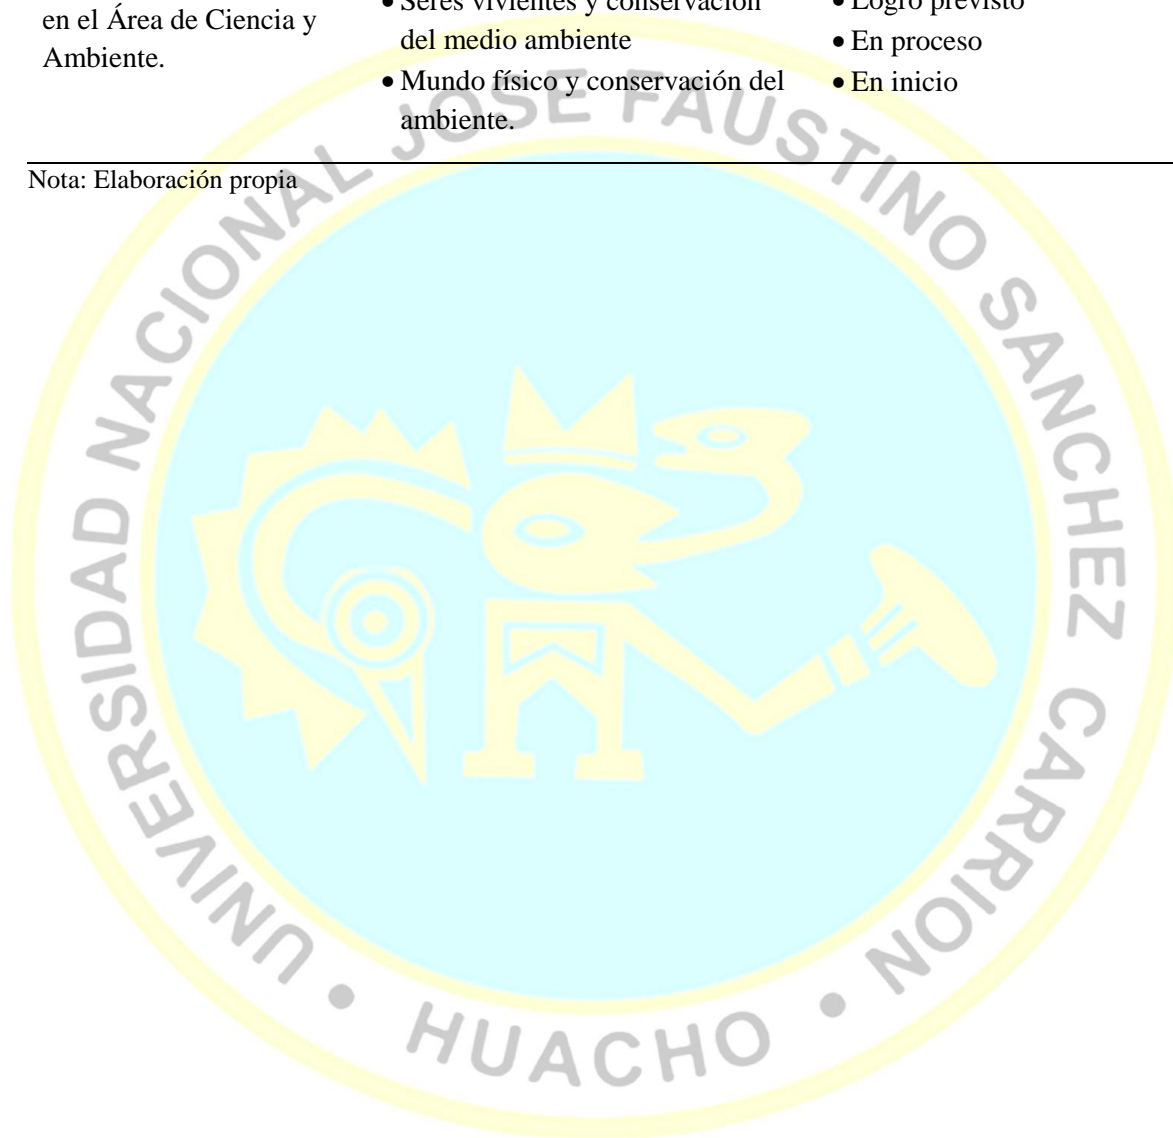 en el Área de Ciencia y
Ambiente.
• Seres vivientes y conservación
del medio ambiente
• Mundo físico y conservación del
ambiente.
• Logro previsto
• En proceso
• En inicio
Nota: Elaboración propia
UNIVERSIDAD NACIONAL JOSE FAUSTINO SANCHEZ CARRION • HUACHO •